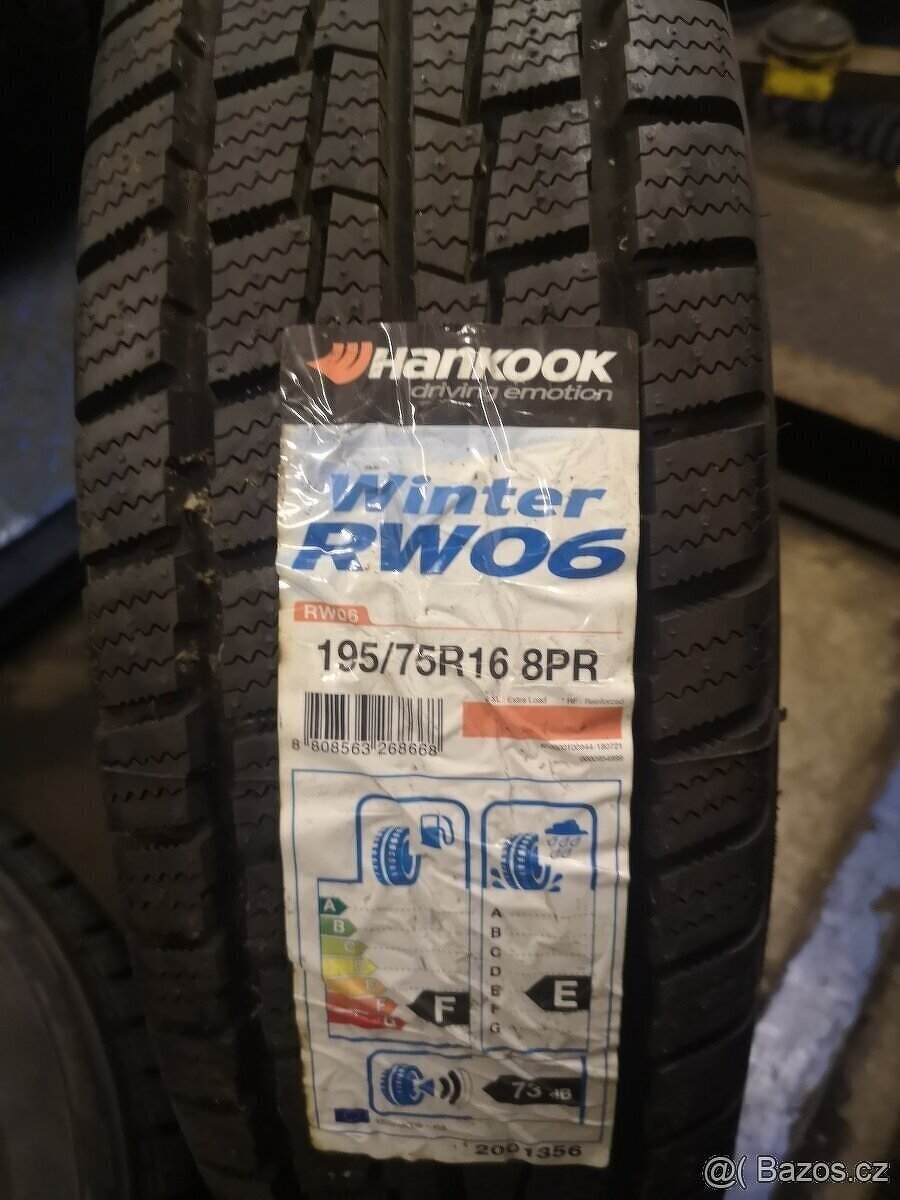 Hankook
driving emotion
Winter
RW06
RW06
195/75R16 8PR
XL : Extra Load * RF : Reinforced
8 808563 268668
A
B
C
D
E
F
G
F
A
B
C
D
E
F
G
E
73 dB
2001356
@( Bazos.cz